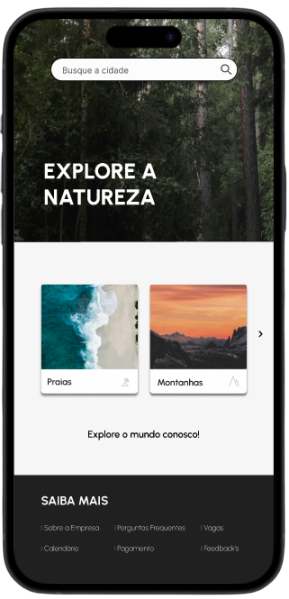 Busque a cidade
EXPLORE A
NATUREZA
Praias
Montanhas
Explore o mundo conosco!
SAIBA MAIS
| Sobre a Empresa | Perguntas Frequentes | Vagas
| Calendário | Pagamento | Feedback's